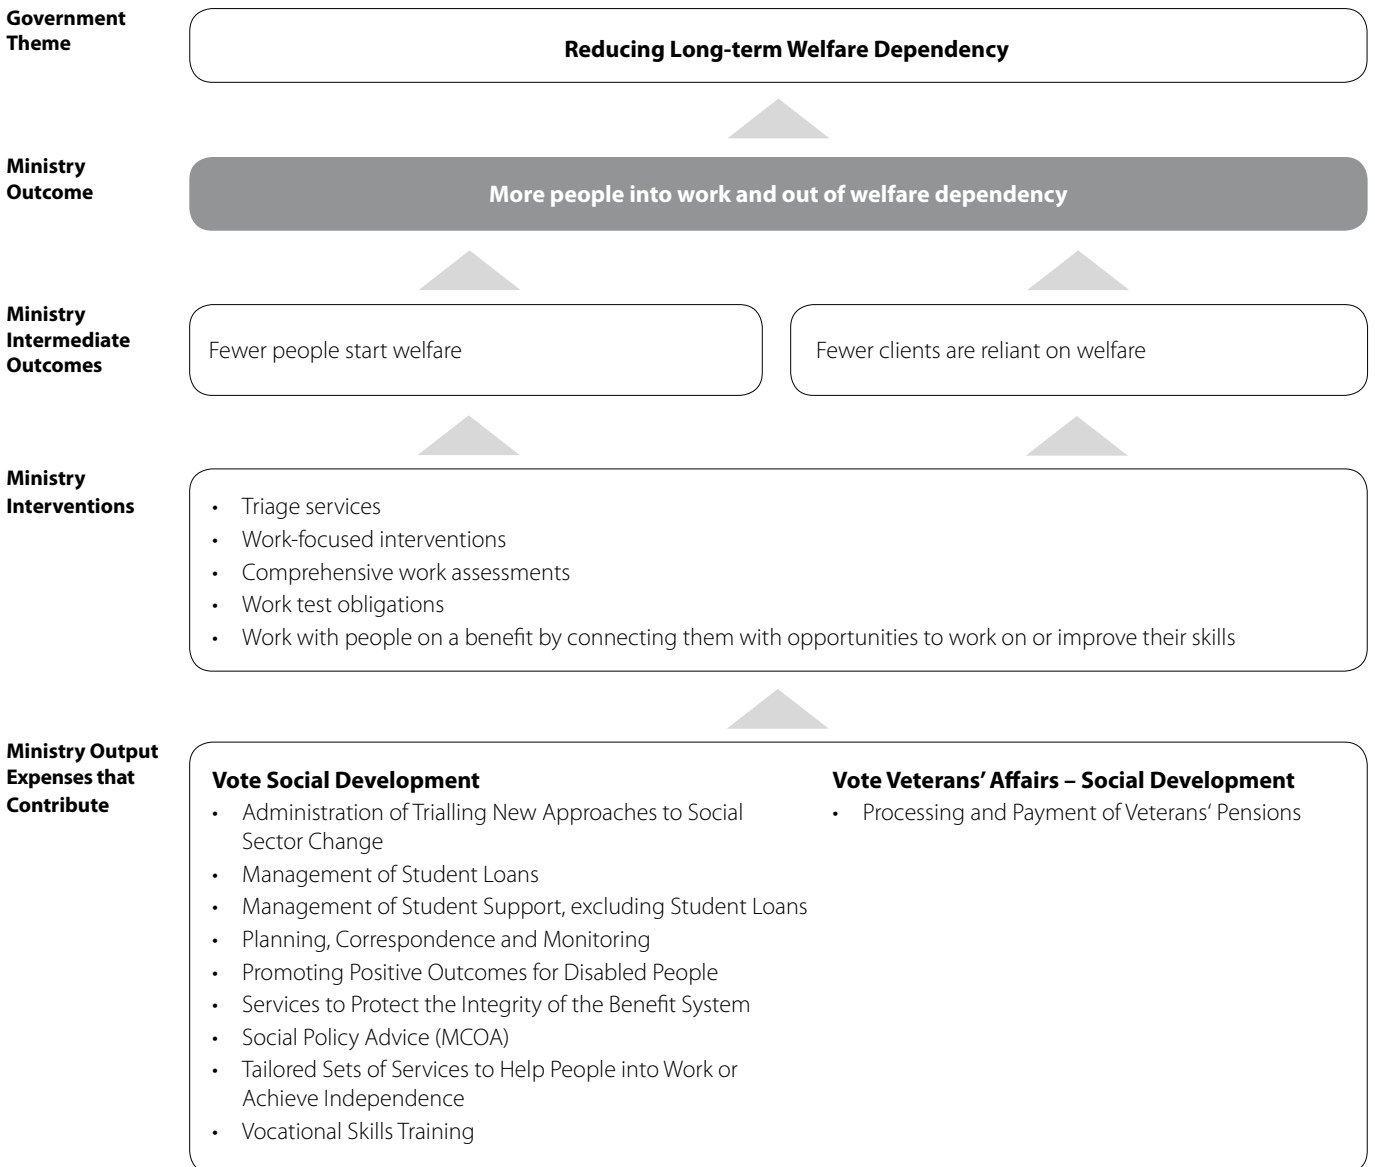 Government
Theme
Reducing Long-term Welfare Dependency
Ministry
Outcome
More people into work and out of welfare dependency
Ministry
Intermediate
Outcomes
Fewer people start welfare
Fewer clients are reliant on welfare
Ministry
Interventions
• Triage services
• Work-focused interventions
• Comprehensive work assessments
• Work test obligations
• Work with people on a benefit by connecting them with opportunities to work on or improve their skills
Ministry Output
Expenses that
Contribute
Vote Social Development
• Administration of Trialling New Approaches to Social
Sector Change
• Management of Student Loans
• Management of Student Support, excluding Student Loans
• Planning, Correspondence and Monitoring
• Promoting Positive Outcomes for Disabled People
• Services to Protect the Integrity of the Benefit System
• Social Policy Advice (MCOA)
• Tailored Sets of Services to Help People into Work or
Achieve Independence
• Vocational Skills Training
Vote Veterans’ Affairs – Social Development
• Processing and Payment of Veterans‘ Pensions